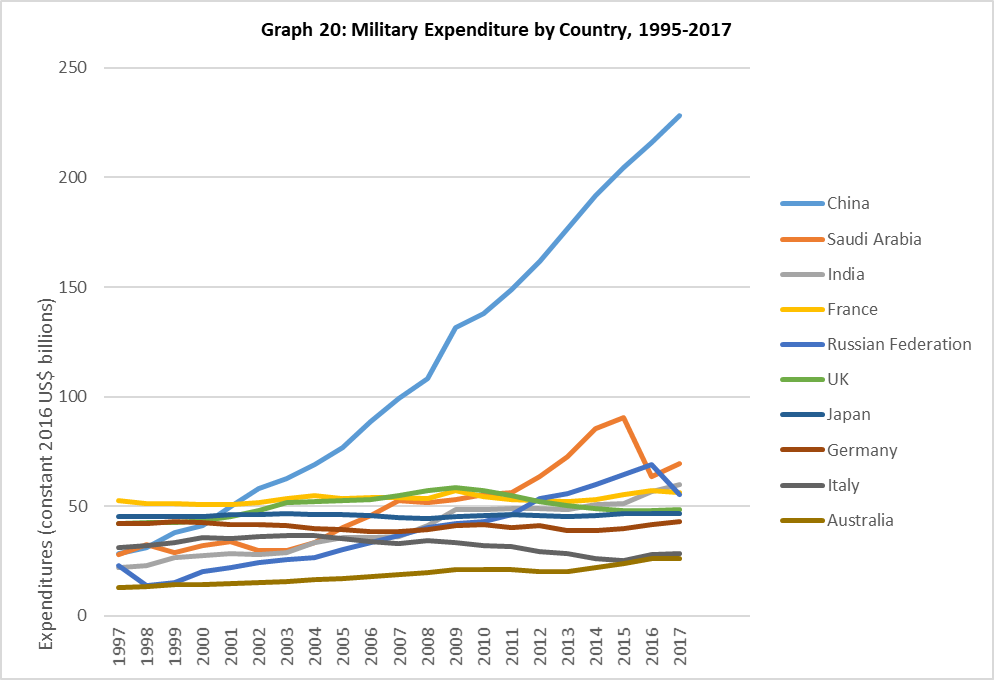 Graph 20: Military Expenditure by Country, 1995-2017
Expenditures (constant 2016 US$ billions)
250
200
150
100
50
0
1997
1998
1999
2000
2001
2002
2003
2004
2005
2006
2007
2008
2009
2010
2011
2012
2013
2014
2015
2016
2017
China
Saudi Arabia
India
France
Russian Federation
UK
Japan
Germany
Italy
Australia